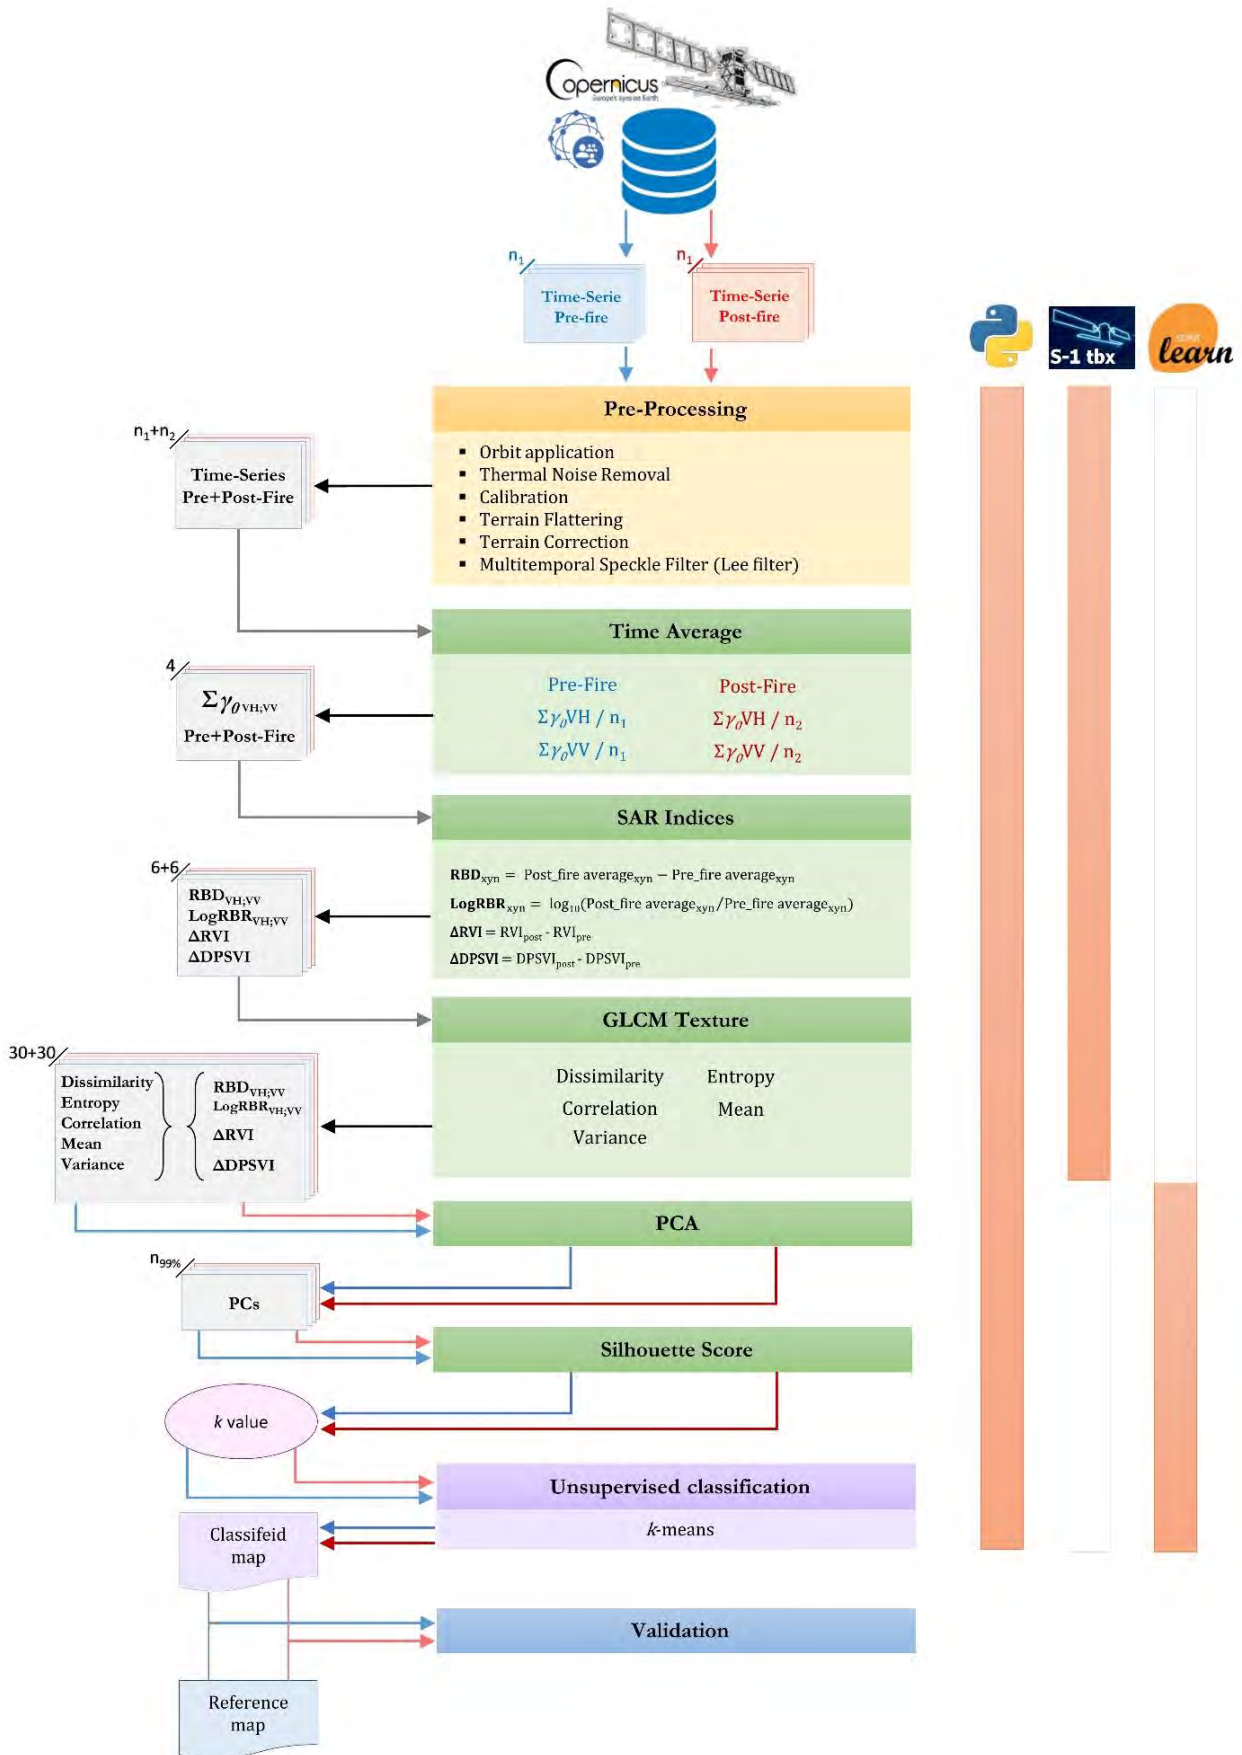 opernicus
Europe's eyes on Earth
n1
n1
Time-Serie
Pre-fire
Time-Serie
Post-fire
S-1 tbx
learn
Pre-Processing
▪ Orbit application
▪ Thermal Noise Removal
▪ Calibration
▪ Terrain Flattering
▪ Terrain Correction
▪ Multitemporal Speckle Filter (Lee filter)
n1+n2
Time-Series
Pre+Post-Fire
Time Average
Pre-Fire
Post-Fire
Σγ0VH / n1
Σγ0VH / n2
Σγ0VV / n1
Σγ0VV / n2
4
Σγ0 VH;VV
Pre+Post-Fire
SAR Indices
RBDxyn = Post_fire averagexyn − Pre_fire averagexyn
LogRBRxyn = log10(Post_fire averagexyn/Pre_fire averagexyn)
ΔRVI = RVIpost - RVIpre
ΔDPSVI = DPSVIpost - DPSVIpre
6+6
RBDVH;VV
LogRBRVH;VV
ΔRVI
ΔDPSVI
GLCM Texture
Dissimilarity
Entropy
Correlation
Mean
Variance
30+30
Dissimilarity
Entropy
Correlation
Mean
Variance
RBDVH;VV
LogRBRVH;VV
ΔRVI
ΔDPSVI
PCA
n99%
PCs
Silhouette Score
k value
Unsupervised classification
k-means
Classifeid
map
Validation
Reference
map